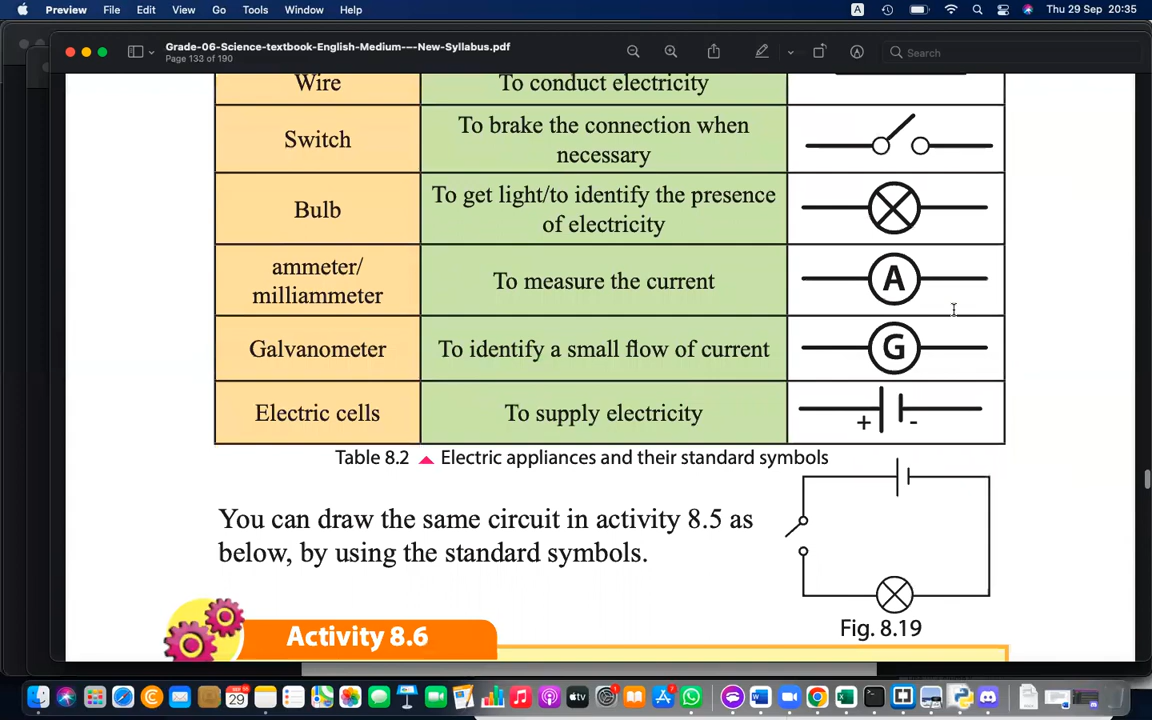 Preview File Edit View Go Tools Window Help A Thu 29 Sep 20:35
Grade-06-Science-textbook-English-Medium-–-New-Syllabus.pdf
Page 133 of 190
Search
Wire To conduct electricity
Switch To brake the connection when
necessary
Bulb To get light/to identify the presence
of electricity
ammeter/
milliammeter To measure the current A
Galvanometer To identify a small flow of current G
Electric cells To supply electricity + -
Table 8.2 Electric appliances and their standard symbols
You can draw the same circuit in activity 8.5 as
below, by using the standard symbols.
Fig. 8.19
Activity 8.6
29
tv